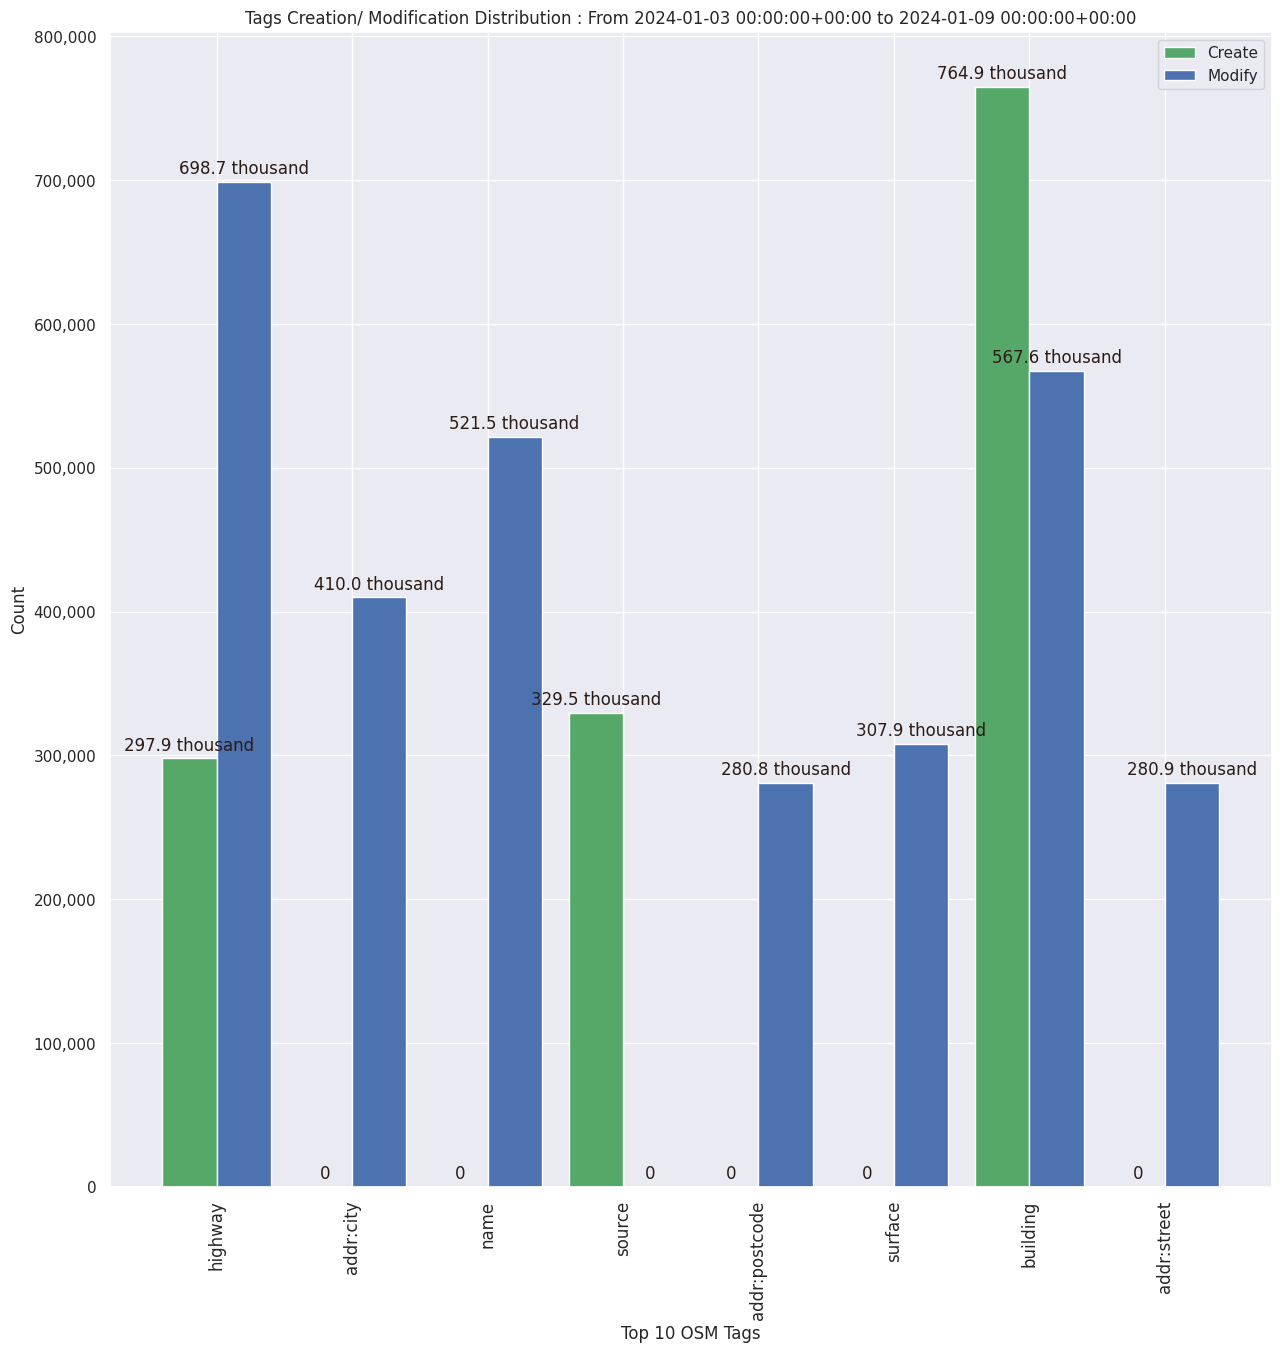 Tags Creation/ Modification Distribution : From 2024-01-03 00:00:00+00:00 to 2024-01-09 00:00:00+00:00
Create
Modify
800,000
700,000
600,000
500,000
400,000
300,000
200,000
100,000
0
Count
297.9 thousand
698.7 thousand
0
410.0 thousand
0
521.5 thousand
329.5 thousand
0
0
280.8 thousand
0
307.9 thousand
764.9 thousand
567.6 thousand
0
280.9 thousand
highway
addr:city
name
source
addr:postcode
surface
building
addr:street
Top 10 OSM Tags